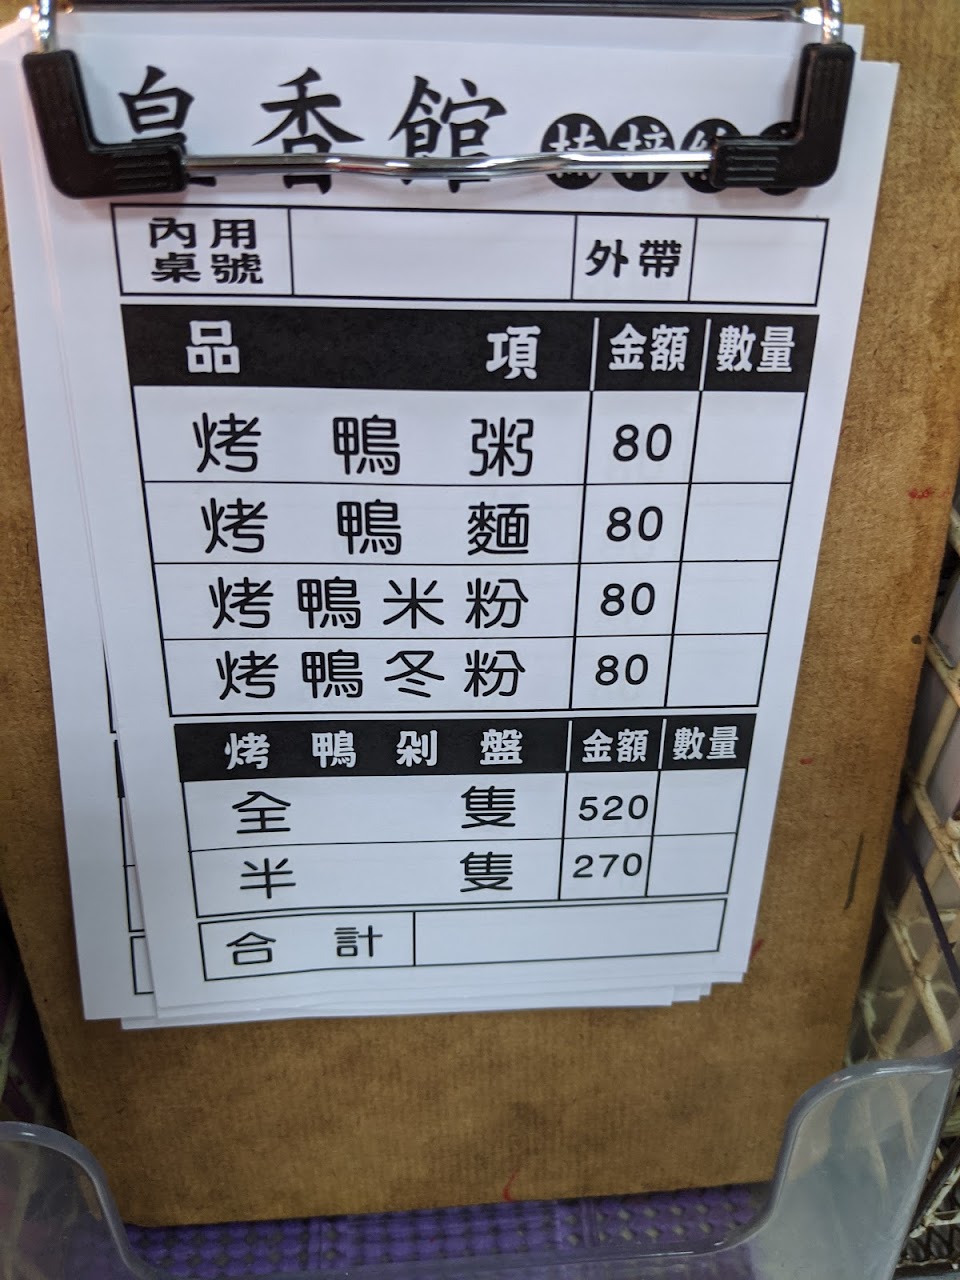 皇香館
內用桌號 外帶
品項 金額 數量
烤鴨粥 80
烤鴨麵 80
烤鴨米粉 80
烤鴨冬粉 80
烤鴨剁盤 金額 數量
全隻 520
半隻 270
合計